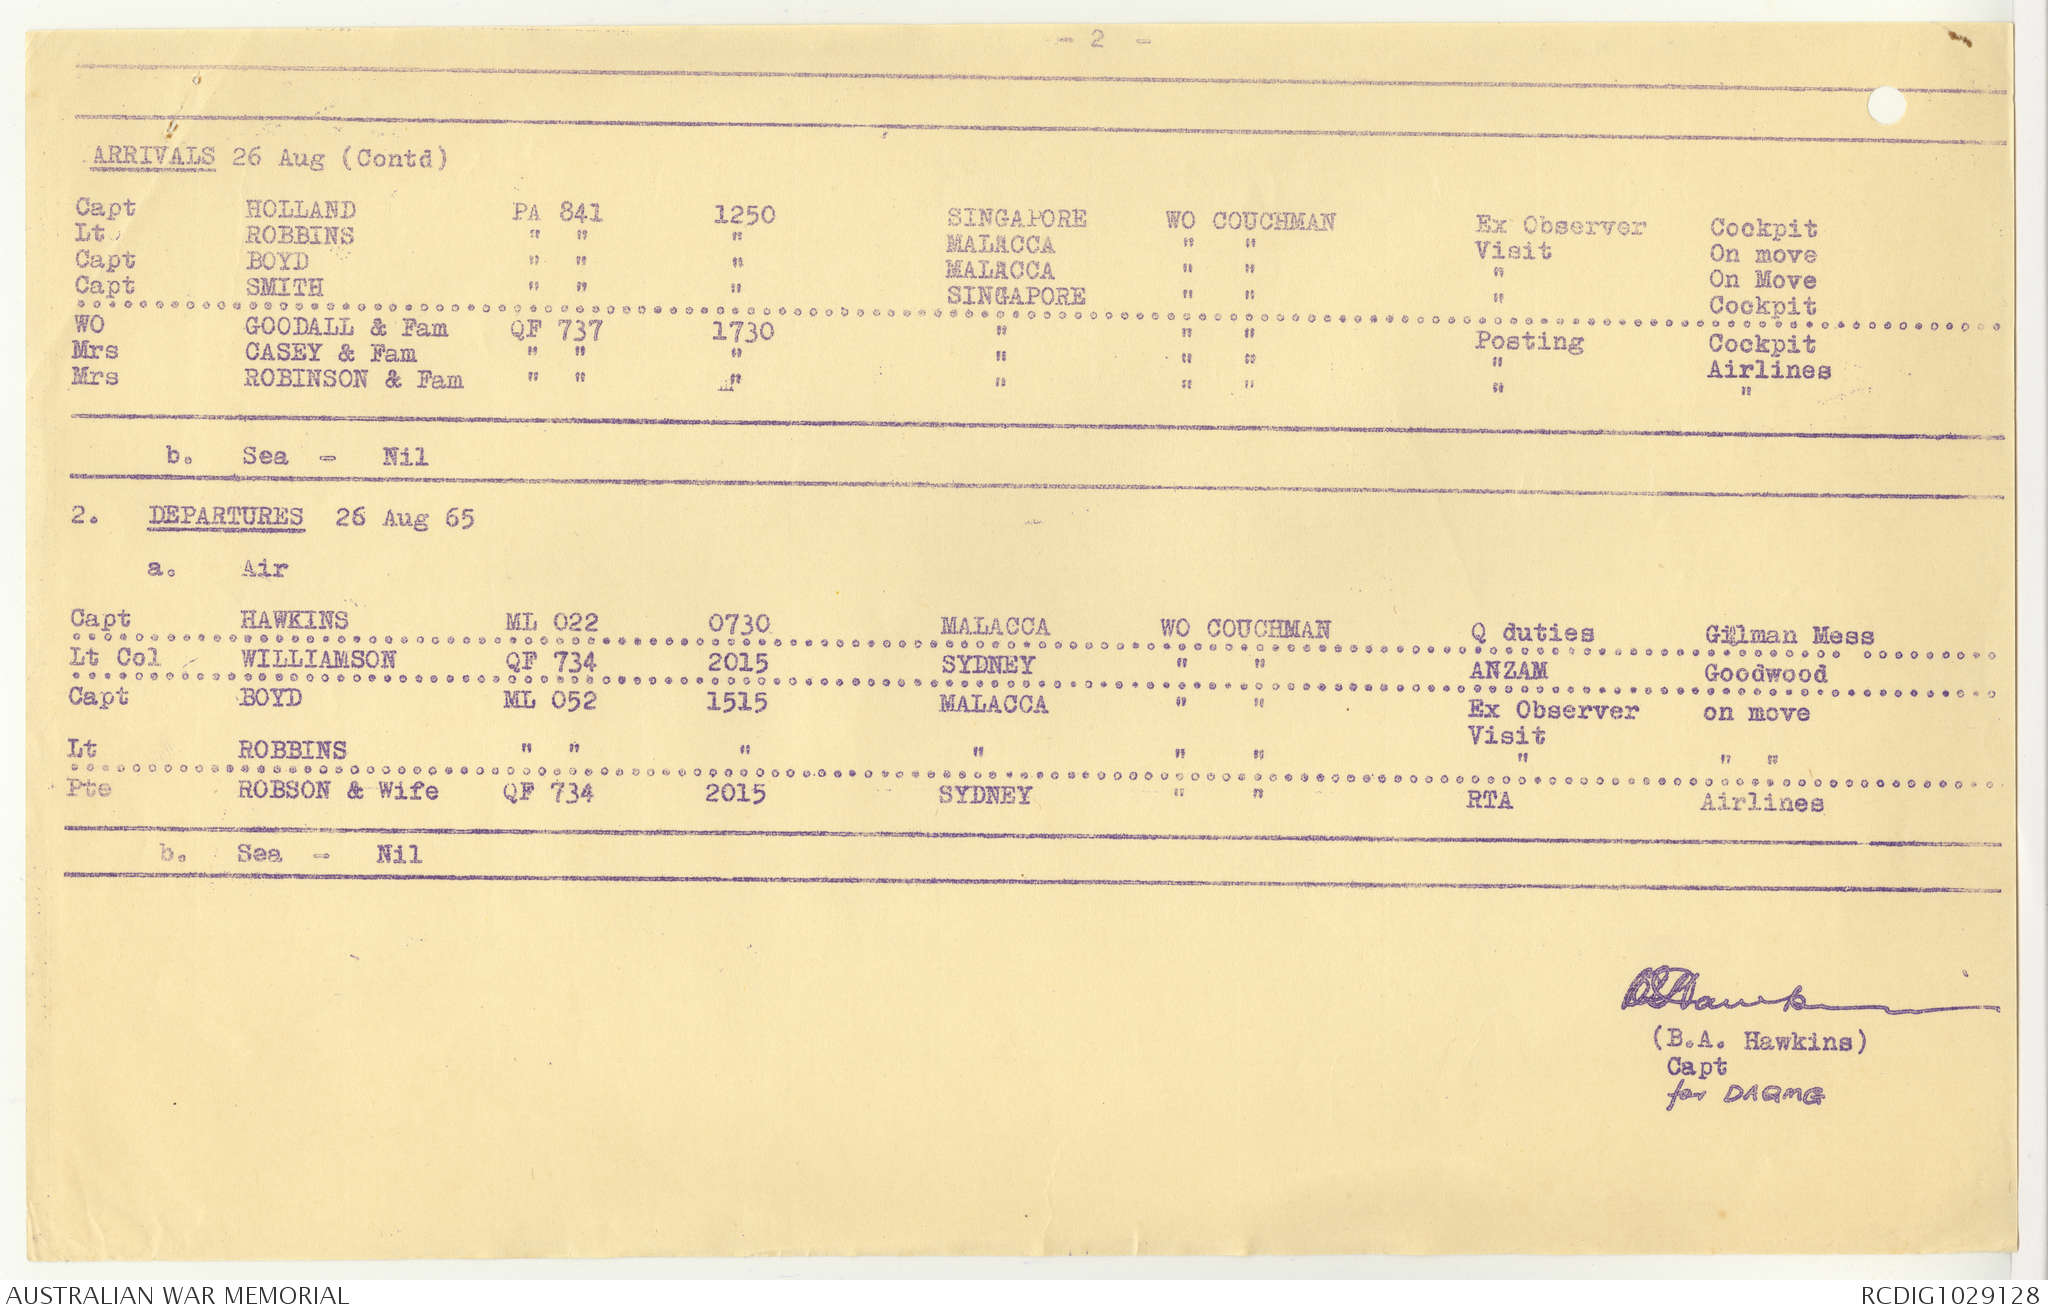 - 2 -
ARRIVALS 26 Aug (Contd)
Capt HOLLAND PA 841 1250 SINGAPORE WO COUCHMAN Ex Observer Cockpit
Lt ROBBINS " " " MALACCA " " Visit On move
Capt BOYD " " " MALACCA " " " On Move
Capt SMITH " " " SINGAPORE " " " Cockpit
WO GOODALL & Fam QF 737 1730 " " " Posting Cockpit
Mrs CASEY & Fam " " " " " " " Airlines
Mrs ROBINSON & Fam " " " " " " " "
b. Sea - Nil
2. DEPARTURES 26 Aug 65
a. Air
Capt HAWKINS ML 022 0730 MALACCA WO COUCHMAN Q duties Gilman Mess
Lt Col WILLIAMSON QF 734 2015 SYDNEY " " ANZAM Goodwood
Capt BOYD ML 052 1515 MALACCA " " Ex Observer on move
Visit
Lt ROBBINS " " " " " " " " "
Pte ROBSON & Wife QF 734 2015 SYDNEY " " RTA Airlines
b. Sea - Nil
BAHawkins
(B.A. Hawkins)
Capt
for DAQMG
AUSTRALIAN WAR MEMORIAL RCDIG1029128